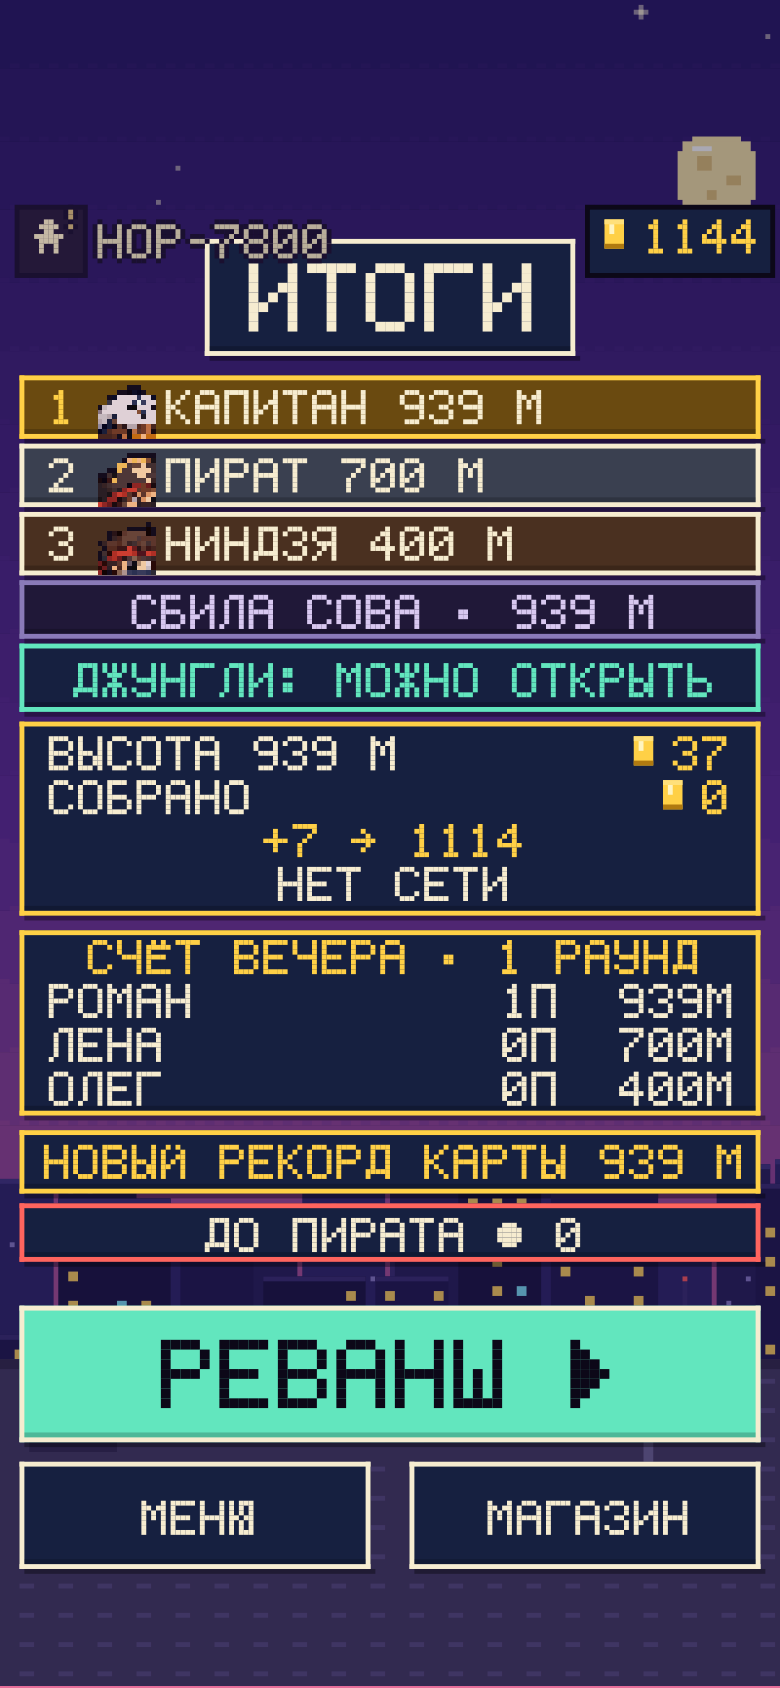 HOP-7800
1144
ИТОГИ
1 КАПИТАН 939 М
2 ПИРАТ 700 М
3 НИНДЗЯ 400 М
СБИЛА СОВА · 939 М
ДЖУНГЛИ: МОЖНО ОТКРЫТЬ
ВЫСОТА 939 М 37
СОБРАНО 0
+7 → 1114
НЕТ СЕТИ
СЧЁТ ВЕЧЕРА · 1 РАУНД
РОМАН 1П 939М
ЛЕНА 0П 700М
ОЛЕГ 0П 400М
НОВЫЙ РЕКОРД КАРТЫ 939 М
ДО ПИРАТА ● 0
РЕВАНШ ▶
МЕНЮ
МАГАЗИН